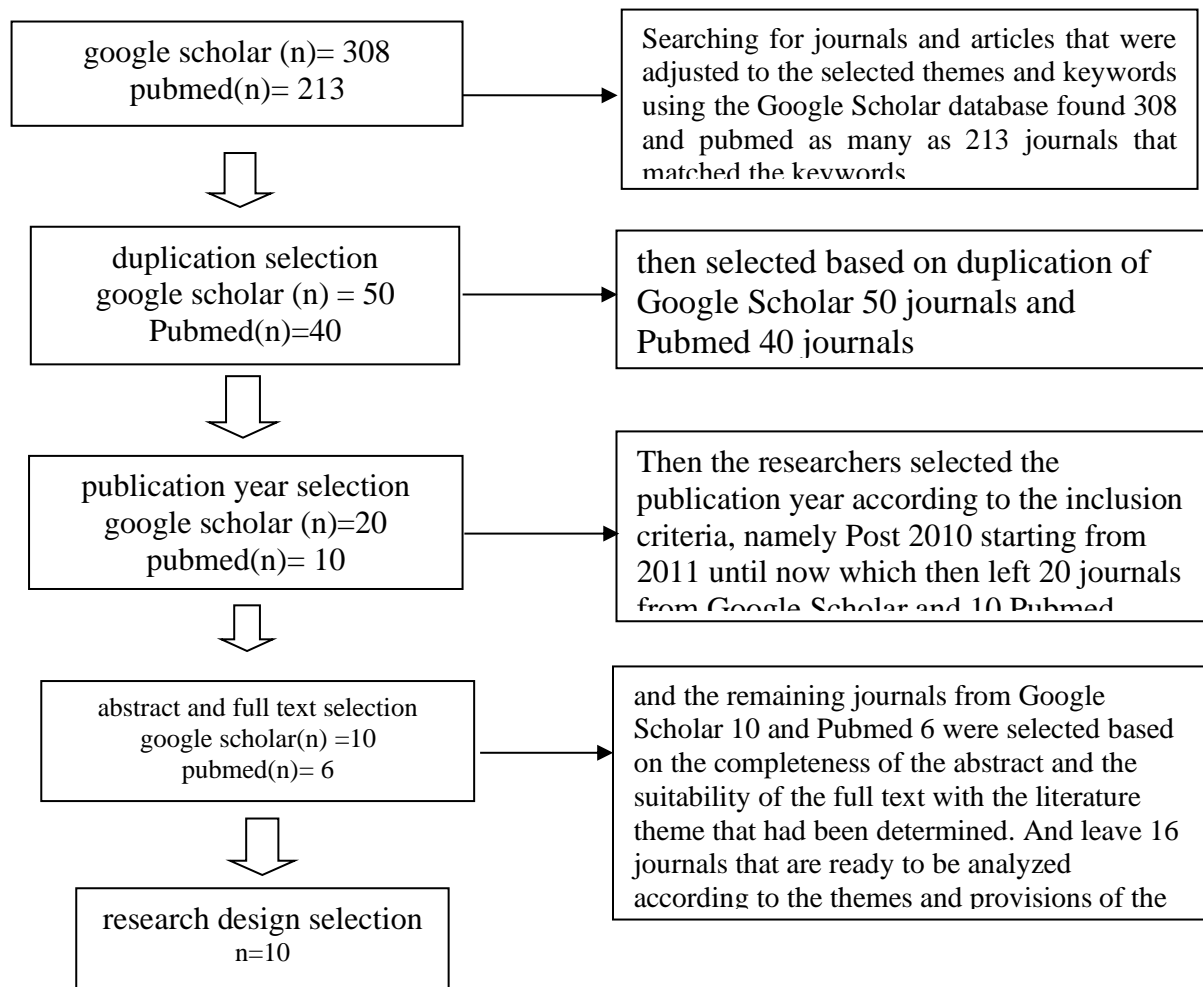 google scholar (n)= 308
pubmed(n)= 213
Searching for journals and articles that were
adjusted to the selected themes and keywords
using the Google Scholar database found 308
and pubmed as many as 213 journals that
matched the keywords
duplication selection
google scholar (n) = 50
Pubmed(n)=40
then selected based on duplication of
Google Scholar 50 journals and
Pubmed 40 journals
publication year selection
google scholar (n)=20
pubmed(n)= 10
Then the researchers selected the
publication year according to the inclusion
criteria, namely Post 2010 starting from
2011 until now which then left 20 journals
from Google Scholar and 10 Pubmed
abstract and full text selection
google scholar(n) =10
pubmed(n)= 6
and the remaining journals from Google
Scholar 10 and Pubmed 6 were selected based
on the completeness of the abstract and the
suitability of the full text with the literature
theme that had been determined. And leave 16
journals that are ready to be analyzed
according to the themes and provisions of the
research design selection
n=10